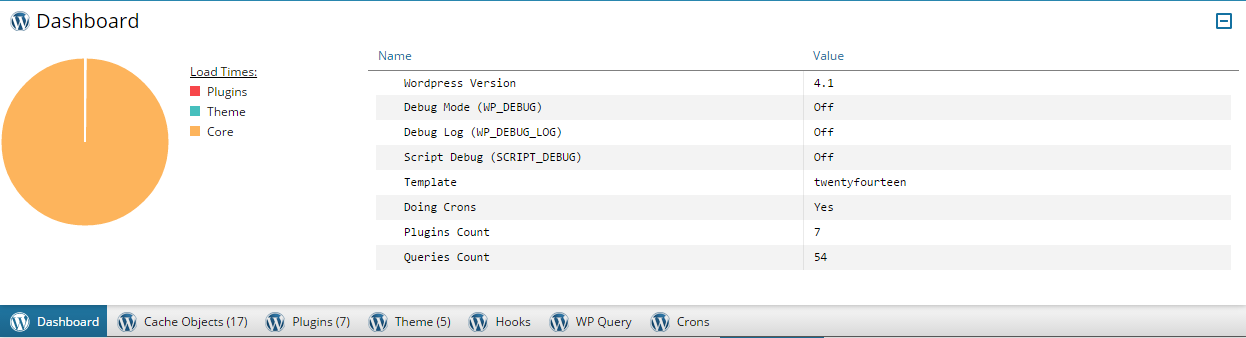 Dashboard
Load Times:
Plugins
Theme
Core
Name Value
Wordpress Version 4.1
Debug Mode (WP_DEBUG) Off
Debug Log (WP_DEBUG_LOG) Off
Script Debug (SCRIPT_DEBUG) Off
Template twentyfourteen
Doing Crons Yes
Plugins Count 7
Queries Count 54
Dashboard Cache Objects (17) Plugins (7) Theme (5) Hooks WP Query Crons